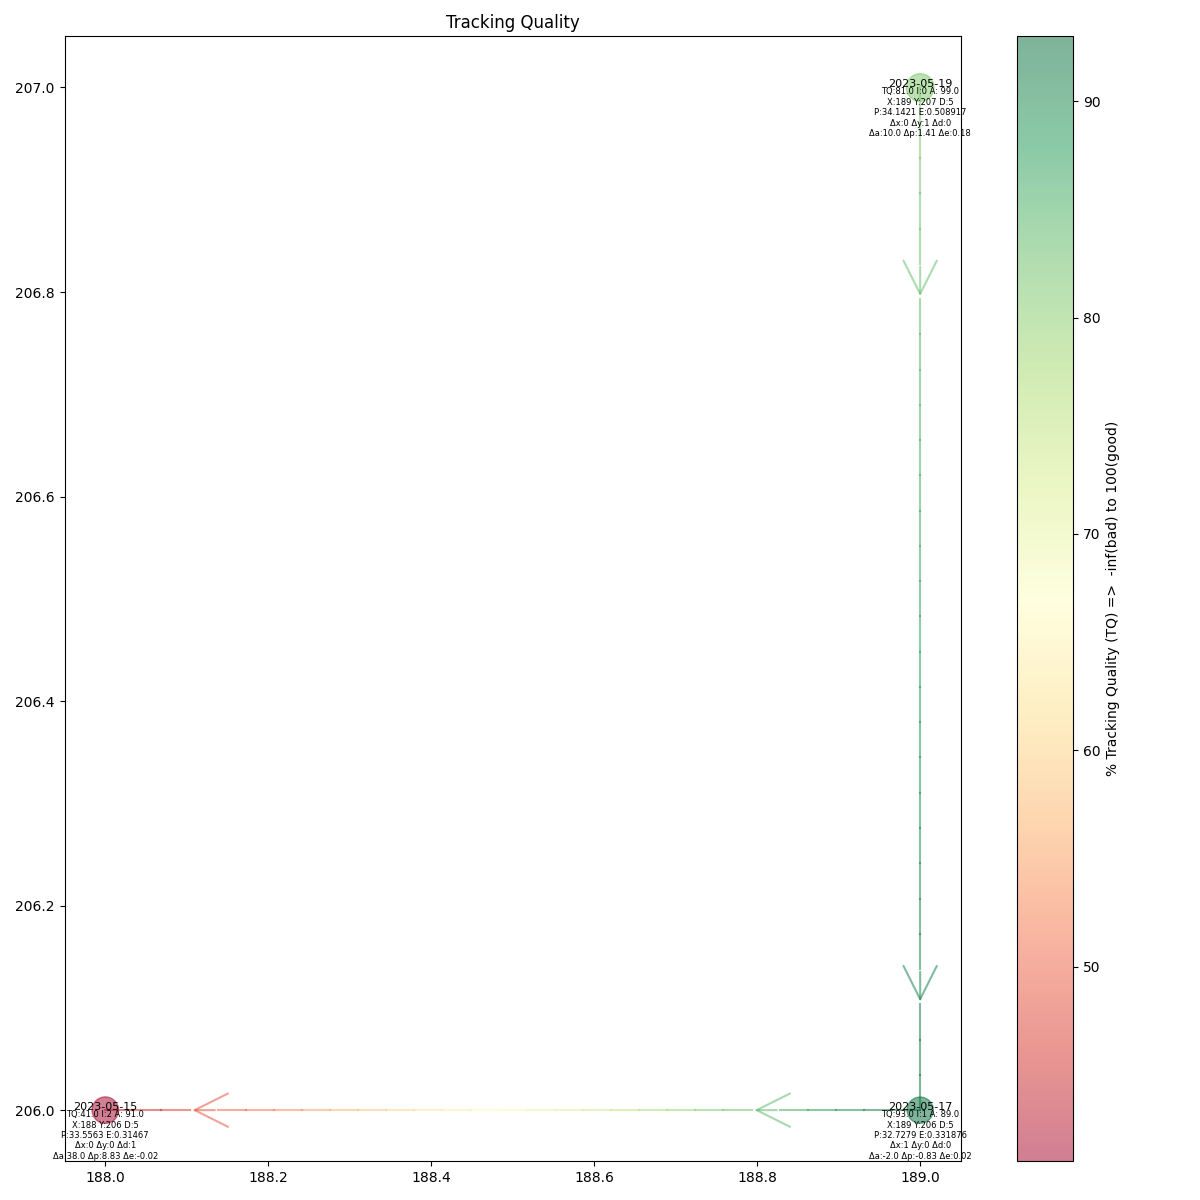 Tracking Quality
207.0
206.8
206.6
206.4
206.2
206.0
188.0
188.2
188.4
188.6
188.8
189.0
2023-05-19
TQ:81.0 I:0 A: 99.0
X:189 Y:207 D:5
P:34.1421 E:0.508917
Δx:0 Δy:1 Δd:0
Δa:10.0 Δp:1.41 Δe:0.18
2023-05-15
TQ:41.0 I:2 A: 91.0
X:188 Y:206 D:5
P:33.5563 E:0.31467
Δx:0 Δy:0 Δd:1
Δa:38.0 Δp:8.83 Δe:-0.02
2023-05-17
TQ:93.0 I:1 A: 89.0
X:189 Y:206 D:5
P:32.7279 E:0.331876
Δx:1 Δy:0 Δd:0
Δa:-2.0 Δp:-0.83 Δe:0.02
90
80
70
60
50
% Tracking Quality (TQ) =>  -inf(bad) to 100(good)